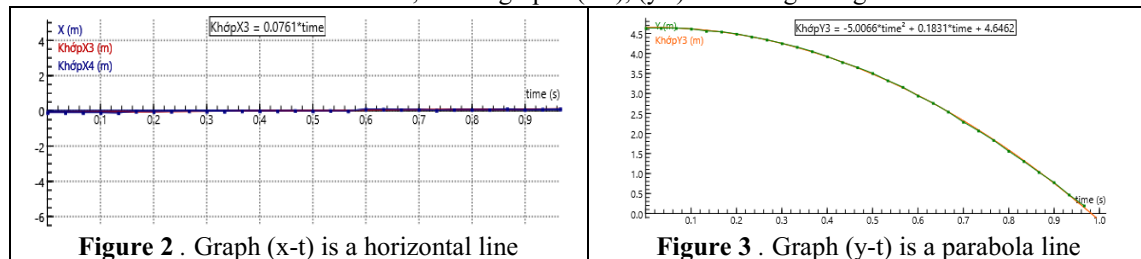 X (m)
KhớpX3 = 0.0761*time
KhớpX3 (m)
KhớpX4 (m)
4
2
0
-2
-4
-6
time (s)
0.1 0.2 0.3 0.4 0.5 0.6 0.7 0.8 0.9
Figure 2 . Graph (x-t) is a horizontal line
Y (m)
KhớpY3 = -5.0066*time² + 0.1831*time + 4.6462
KhớpY3 (m)
4.5
4.0
3.5
3.0
2.5
2.0
1.5
1.0
0.5
0.0
time (s)
0.1 0.2 0.3 0.4 0.5 0.6 0.7 0.8 0.9 1.0
Figure 3 . Graph (y-t) is a parabola line